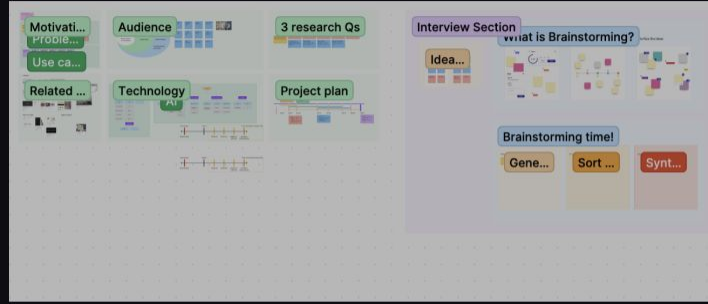 Motivati...
Proble...
Use ca...
Audience
3 research Qs
Related ...
Technology
AI
Project plan
Interview Section
Idea...
What is Brainstorming?
Brainstorming time!
Gene...
Sort ...
Synt...